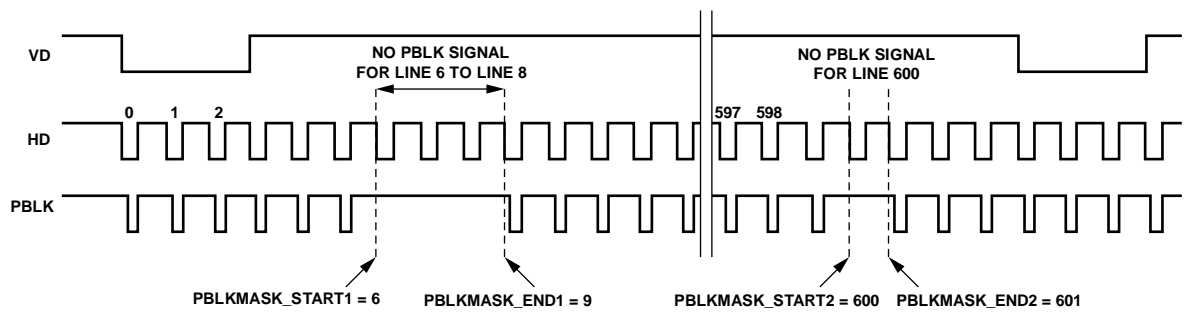 VD
NO PBLK SIGNAL
FOR LINE 6 TO LINE 8
NO PBLK SIGNAL
FOR LINE 600
HD
0 1 2
597 598
PBLK
PBLKMASK_START1 = 6
PBLKMASK_END1 = 9
PBLKMASK_START2 = 600
PBLKMASK_END2 = 601